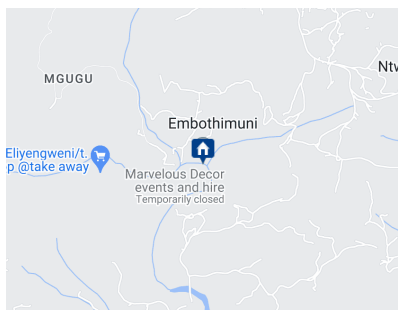 Ntw
MGUGU
Embothimuni
Eliyengweni/t.
p @take away
Marvelous Decor
events and hire
Temporarily closed